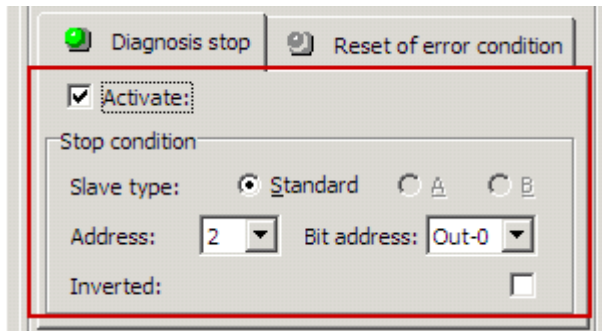 Diagnosis stop Reset of error condition
Activate:
Stop condition
Slave type: Standard A B
Address: 2 Bit address: Out-0
Inverted: